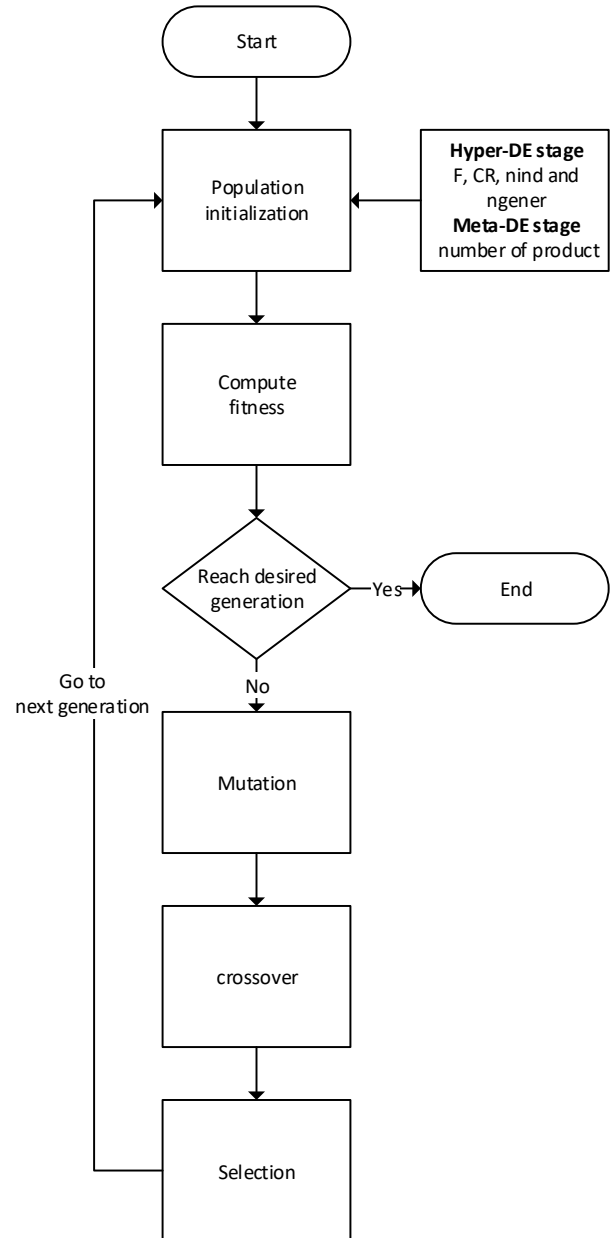 Start
Population
initialization
Hyper-DE stage
F, CR, nind and
ngener
Meta-DE stage
number of product
Compute
fitness
Reach desired
generation
Yes
End
No
Go to
next generation
Mutation
crossover
Selection